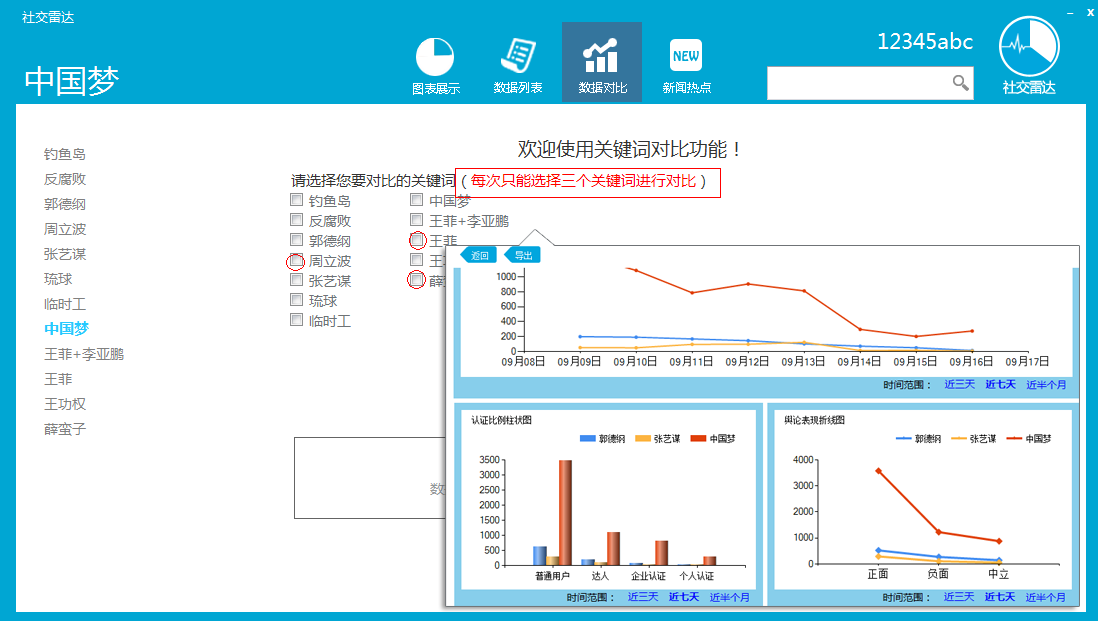 社交雷达
中国梦
图表展示
数据列表
数据对比
NEW
新闻热点
12345abc
社交雷达
x
钓鱼岛
反腐败
郭德纲
周立波
张艺谋
琉球
临时工
中国梦
王菲+李亚鹏
王菲
王功权
薛蛮子
欢迎使用关键词对比功能！
请选择您要对比的关键词（每次只能选择三个关键词进行对比）
钓鱼岛 中国梦
反腐败 王菲+李亚鹏
郭德纲 王菲
周立波
张艺谋
琉球
临时工
数
返回 导出
1000
800
600
400
200
0
09月08日 09月09日 09月10日 09月11日 09月12日 09月13日 09月14日 09月15日 09月16日 09月17日
时间范围： 近三天 近七天 近半个月
认证比例柱状图
郭德纲 张艺谋 中国梦
3500
3000
2500
2000
1500
1000
500
0
普通用户 达人 企业认证 个人认证
时间范围： 近三天 近七天 近半个月
舆论表现折线图
郭德纲 张艺谋 中国梦
4000
3000
2000
1000
0
正面 负面 中立
时间范围： 近三天 近七天 近半个月